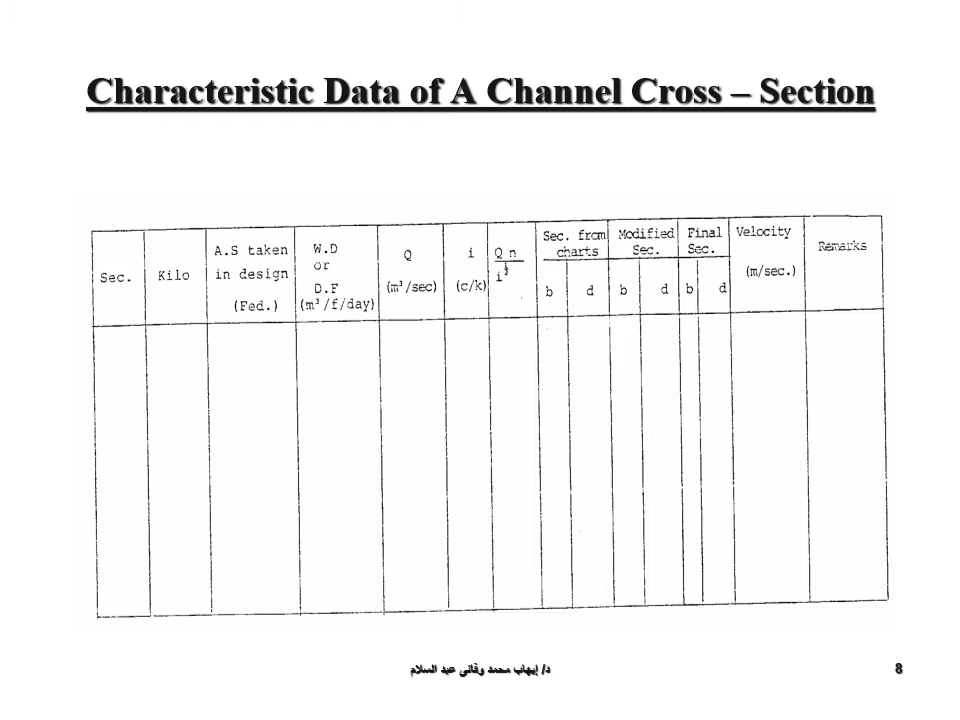 Characteristic Data of A Channel Cross – Section
Sec.
Kilo
A.S taken
in design
(Fed.)
W.D
or
D.F
(m³/f/day)
Q
(m³/sec)
i
(c/k)
Q n
i½
Sec. from
charts
b d
Modified
Sec.
b d
Final
Sec.
b d
Velocity
(m/sec.)
Remarks
د/ إيهاب محمد وفائي عبد السلام
8